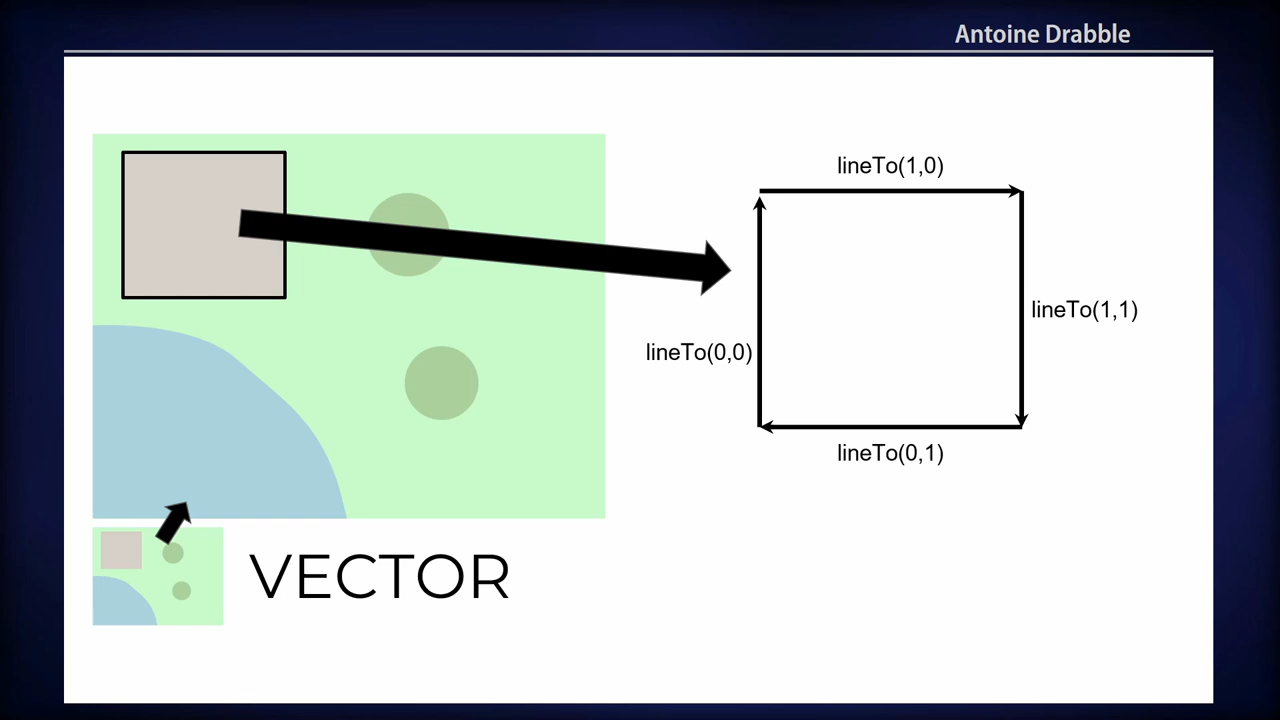 Antoine Drabble
lineTo(1,0)
lineTo(1,1)
lineTo(0,0)
lineTo(0,1)
VECTOR